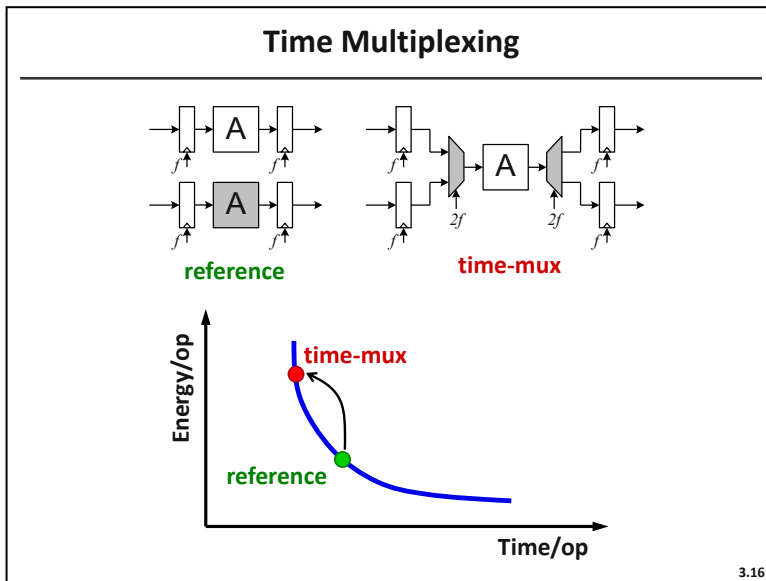 Time Multiplexing
A
f
f
A
f
f
reference
A
f
f
2f
2f
f
f
time-mux
Energy/op
time-mux
reference
Time/op
3.16